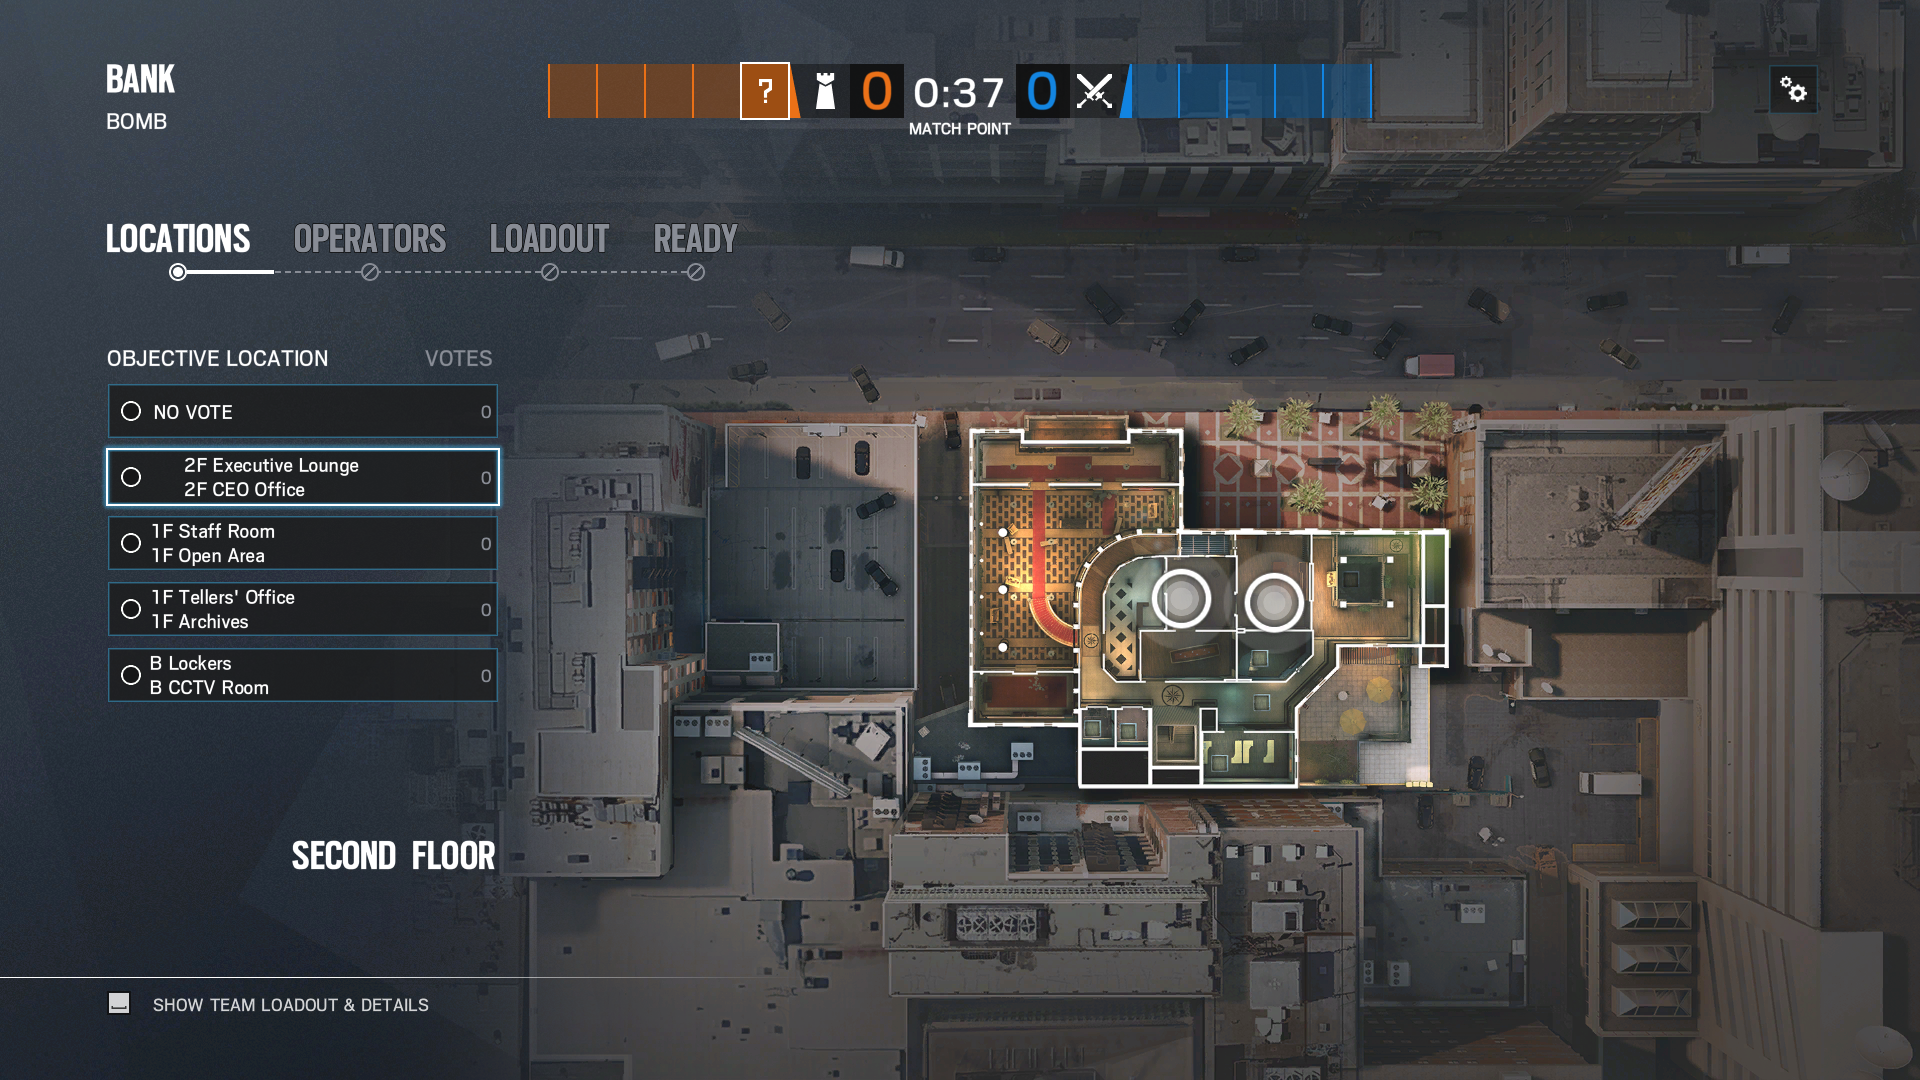 BANK
BOMB
?
0
0:37
0
MATCH POINT
LOCATIONS
OPERATORS
LOADOUT
READY
OBJECTIVE LOCATION
VOTES
NO VOTE
0
2F Executive Lounge
2F CEO Office
0
1F Staff Room
1F Open Area
0
1F Tellers' Office
1F Archives
0
B Lockers
B CCTV Room
0
SECOND FLOOR
SHOW TEAM LOADOUT & DETAILS